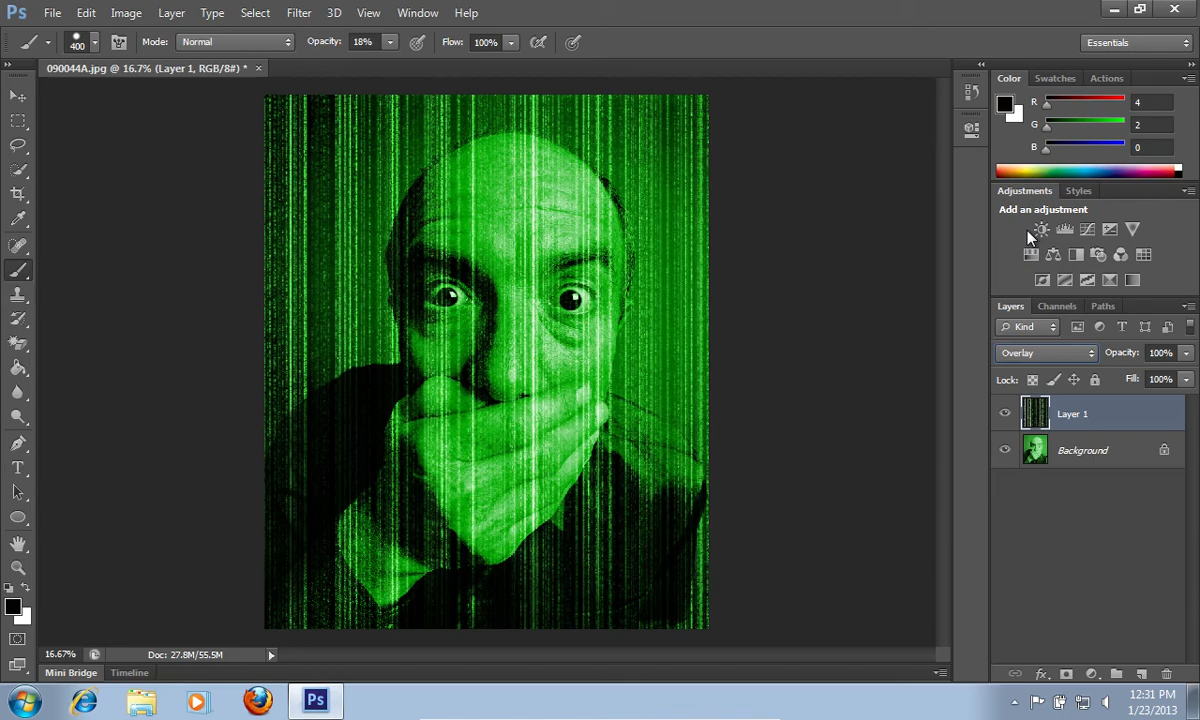 Ps File Edit Image Layer Type Select Filter 3D View Window Help
400 Mode: Normal Opacity: 18% Flow: 100% Essentials
090044A.jpg @ 16.7% (Layer 1, RGB/8#) * ×
Color Swatches Actions
R 4
G 2
B 0
Adjustments Styles
Add an adjustment
Layers Channels Paths
Kind
Overlay Opacity: 100%
Lock: Fill: 100%
Layer 1
Background
16.67% Doc: 27.8M/55.5M
Mini Bridge Timeline
Ps
12:31 PM
1/23/2013